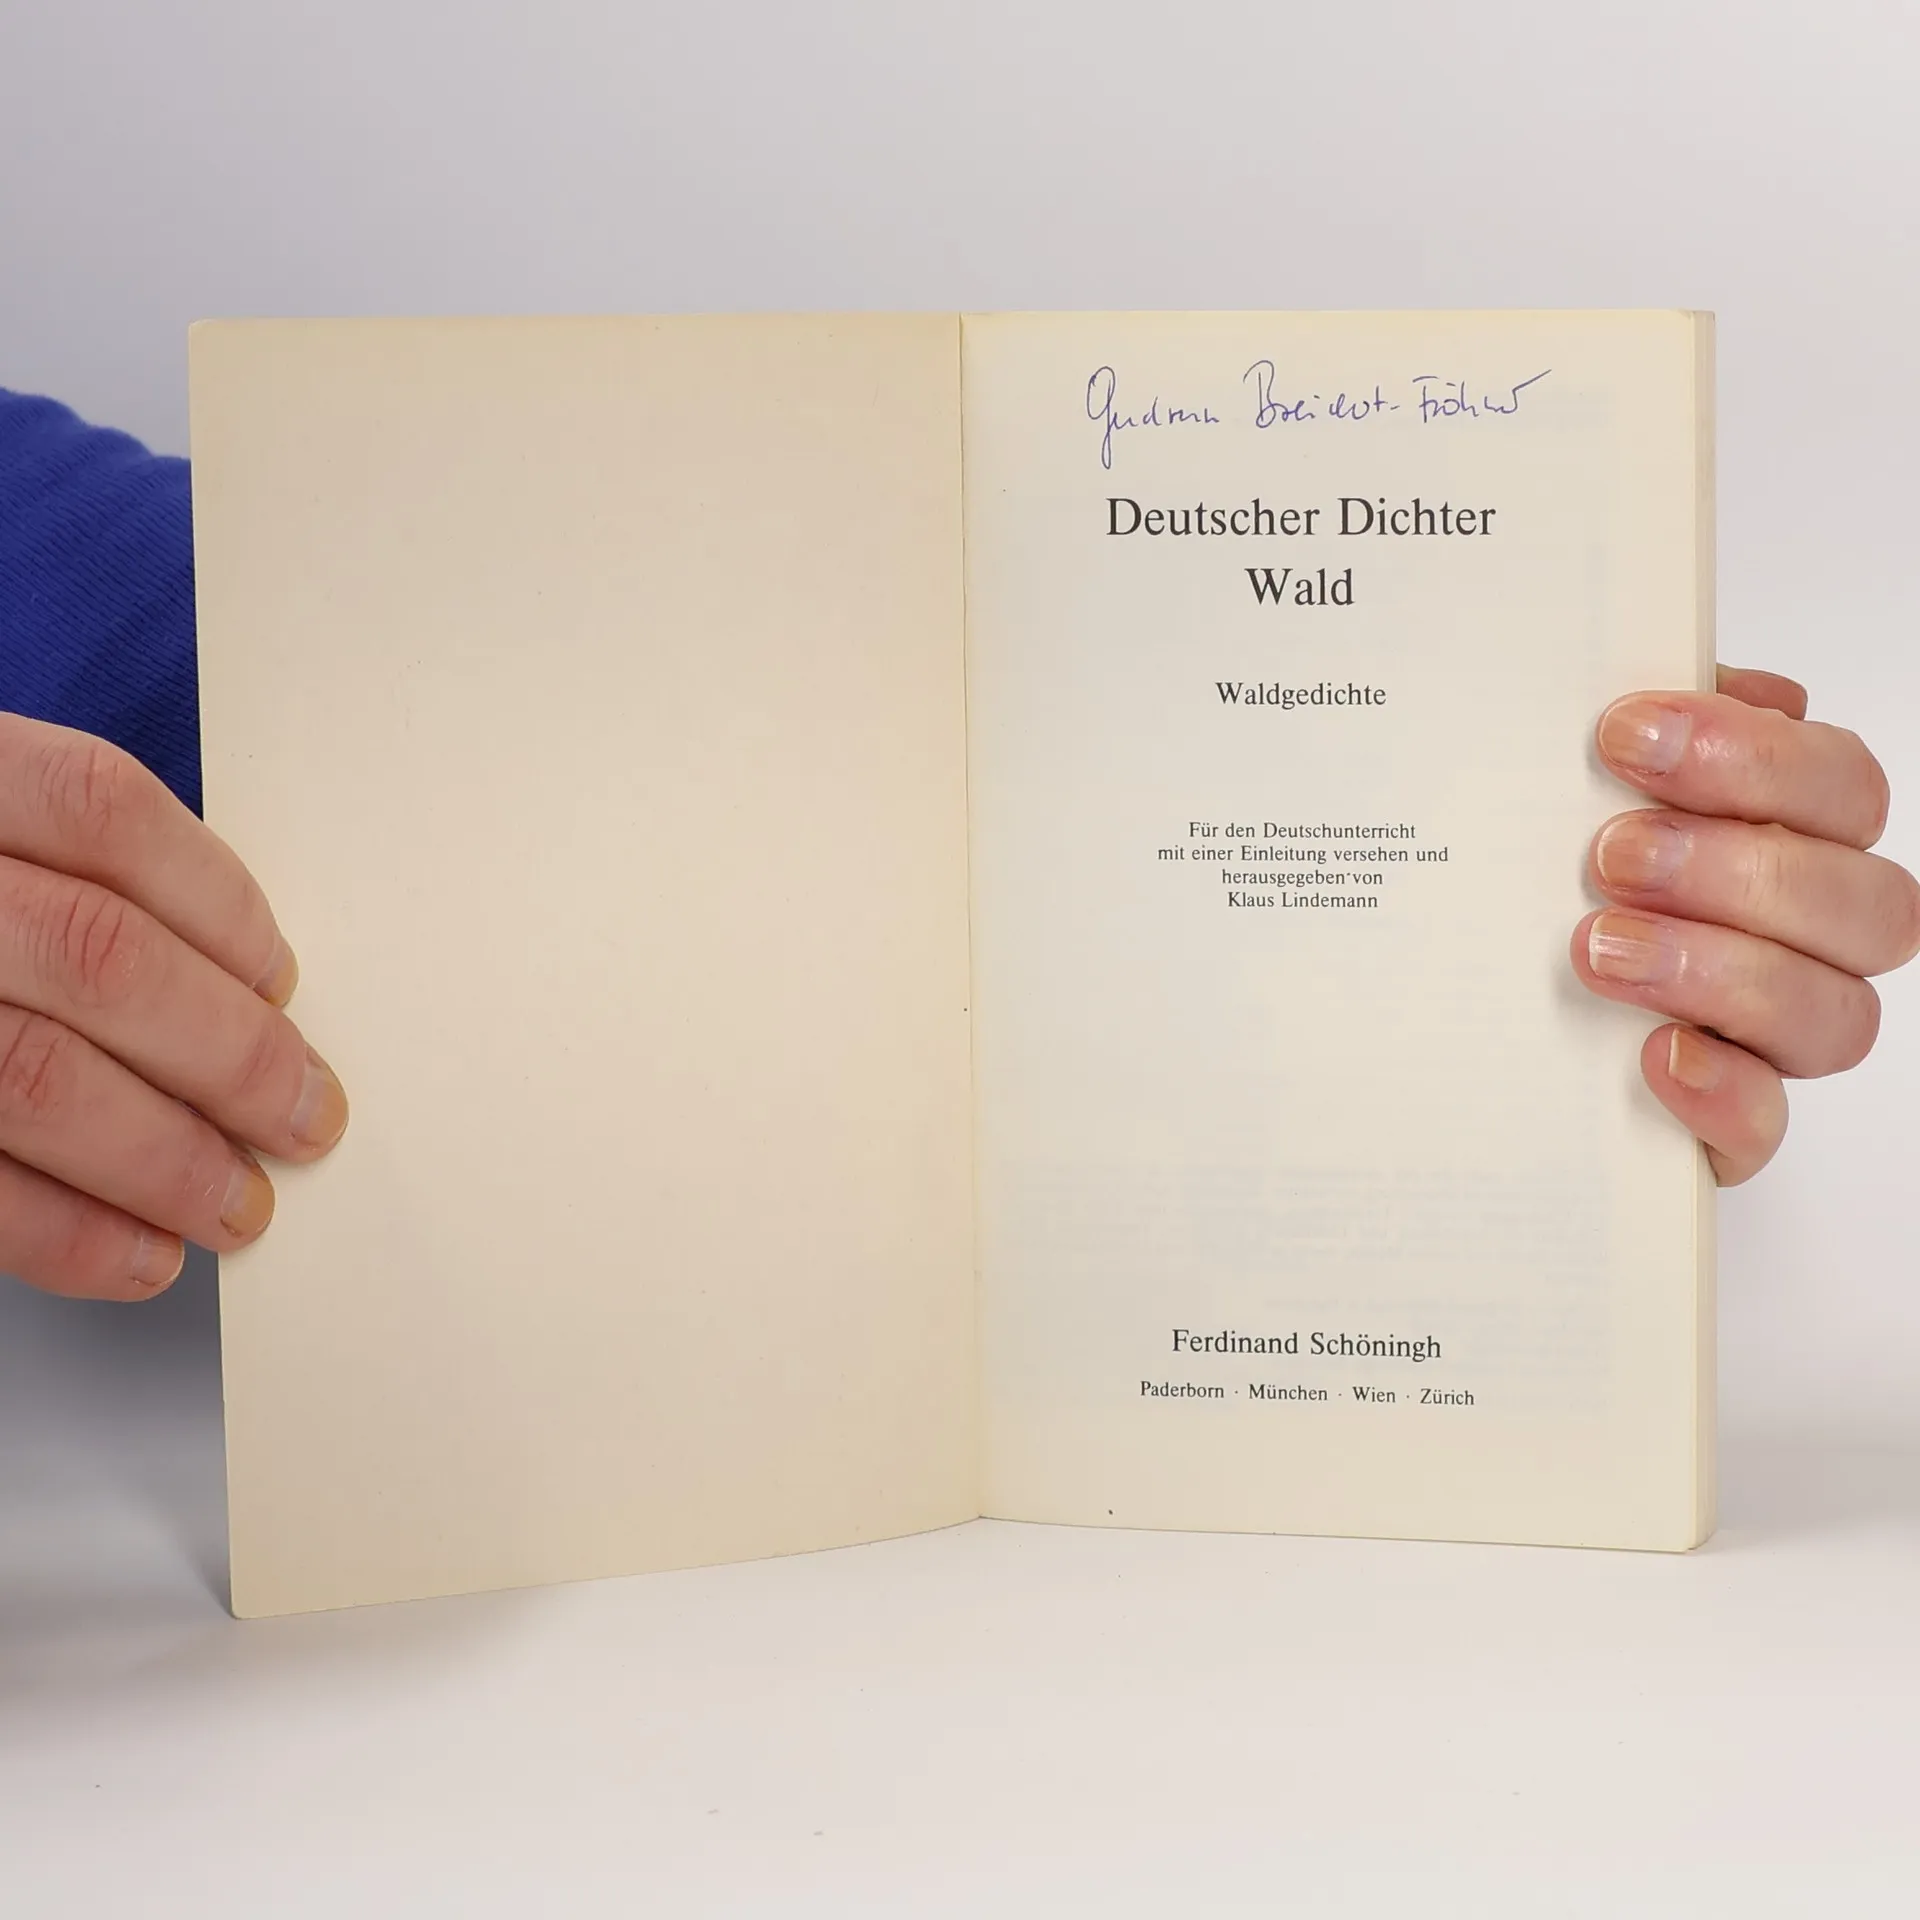 Gudrun
Deutscher Dichter
Wald
Waldgedichte
Für den Deutschunterricht
mit einer Einleitung versehen und
herausgegeben von
Klaus Lindemann
Ferdinand Schöningh
Paderborn · München · Wien · Zürich